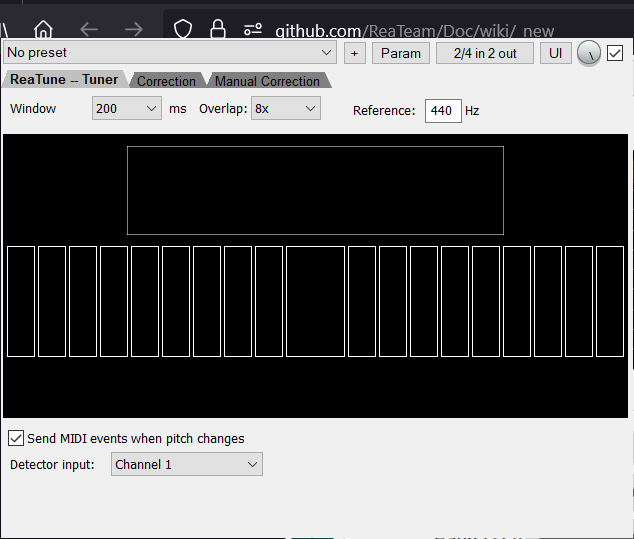 github.com/ReaTeam/Doc/wiki/_new
No preset + Param 2/4 in 2 out UI
ReaTune -- Tuner Correction Manual Correction
Window 200 ms Overlap: 8x Reference: 440 Hz
Send MIDI events when pitch changes
Detector input: Channel 1